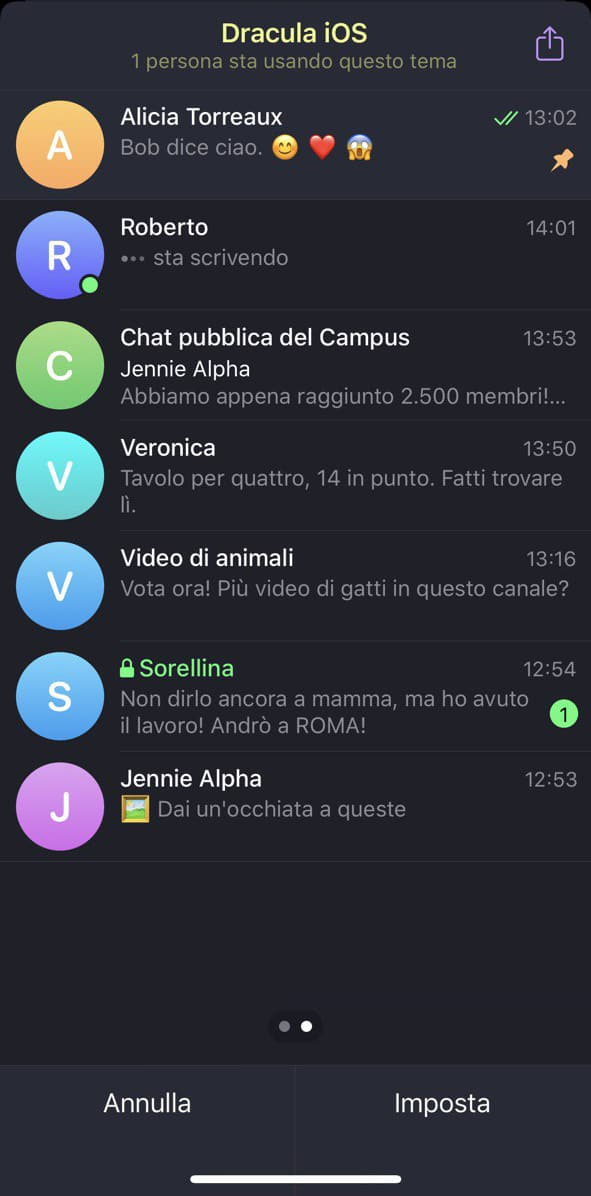 Dracula iOS
1 persona sta usando questo tema
A
Alicia Torreaux
13:02
Bob dice ciao. 😊 ❤️ 😱
R
Roberto
14:01
••• sta scrivendo
C
Chat pubblica del Campus
13:53
Jennie Alpha
Abbiamo appena raggiunto 2.500 membri!...
V
Veronica
13:50
Tavolo per quattro, 14 in punto. Fatti trovare
lì.
V
Video di animali
13:16
Vota ora! Più video di gatti in questo canale?
S
Sorellina
12:54
Non dirlo ancora a mamma, ma ho avuto
il lavoro! Andrò a ROMA!
1
J
Jennie Alpha
12:53
🖼️ Dai un'occhiata a queste
Annulla
Imposta